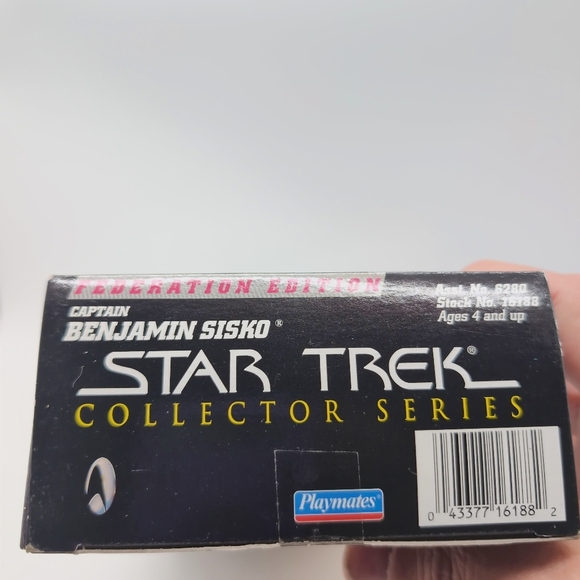 FEDERATION EDITION
Asst. No. 6280
Stock No. 16188
Ages 4 and up
CAPTAIN
BENJAMIN SISKO®
STAR TREK®
COLLECTOR SERIES
Playmates®
0 43377 16188 2